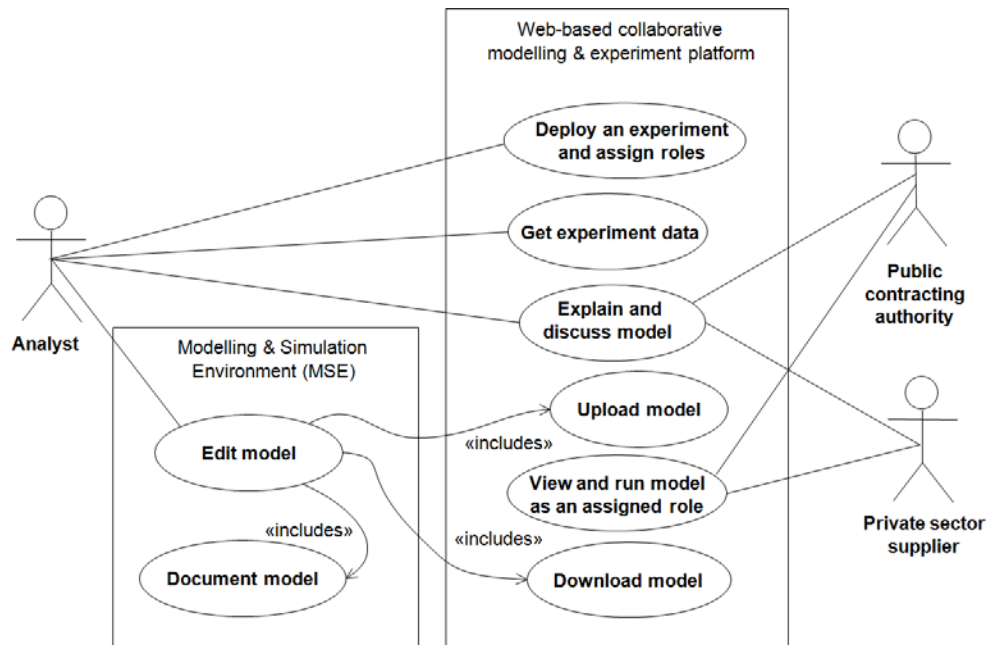 Web-based collaborative
modelling & experiment platform
Deploy an experiment
and assign roles
Get experiment data
Explain and
discuss model
Analyst
Public
contracting
authority
Modelling & Simulation
Environment (MSE)
Upload model
«includes»
Edit model
View and run model
as an assigned role
«includes»
«includes»
Document model
Download model
Private sector
supplier